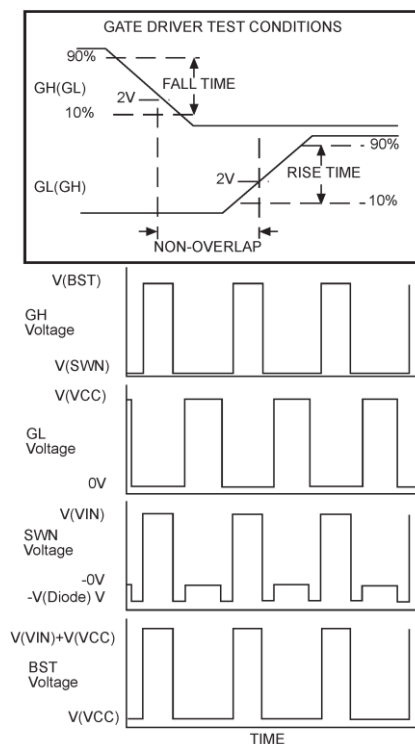 GATE DRIVER TEST CONDITIONS
90%
FALL TIME
GH(GL)
2V
10%
90%
2V
RISE TIME
GL(GH)
10%
NON-OVERLAP
V(BST)
GH
Voltage
V(SWN)
V(VCC)
GL
Voltage
0V
V(VIN)
SWN
Voltage
-0V
-V(Diode) V
V(VIN)+V(VCC)
BST
Voltage
V(VCC)
TIME